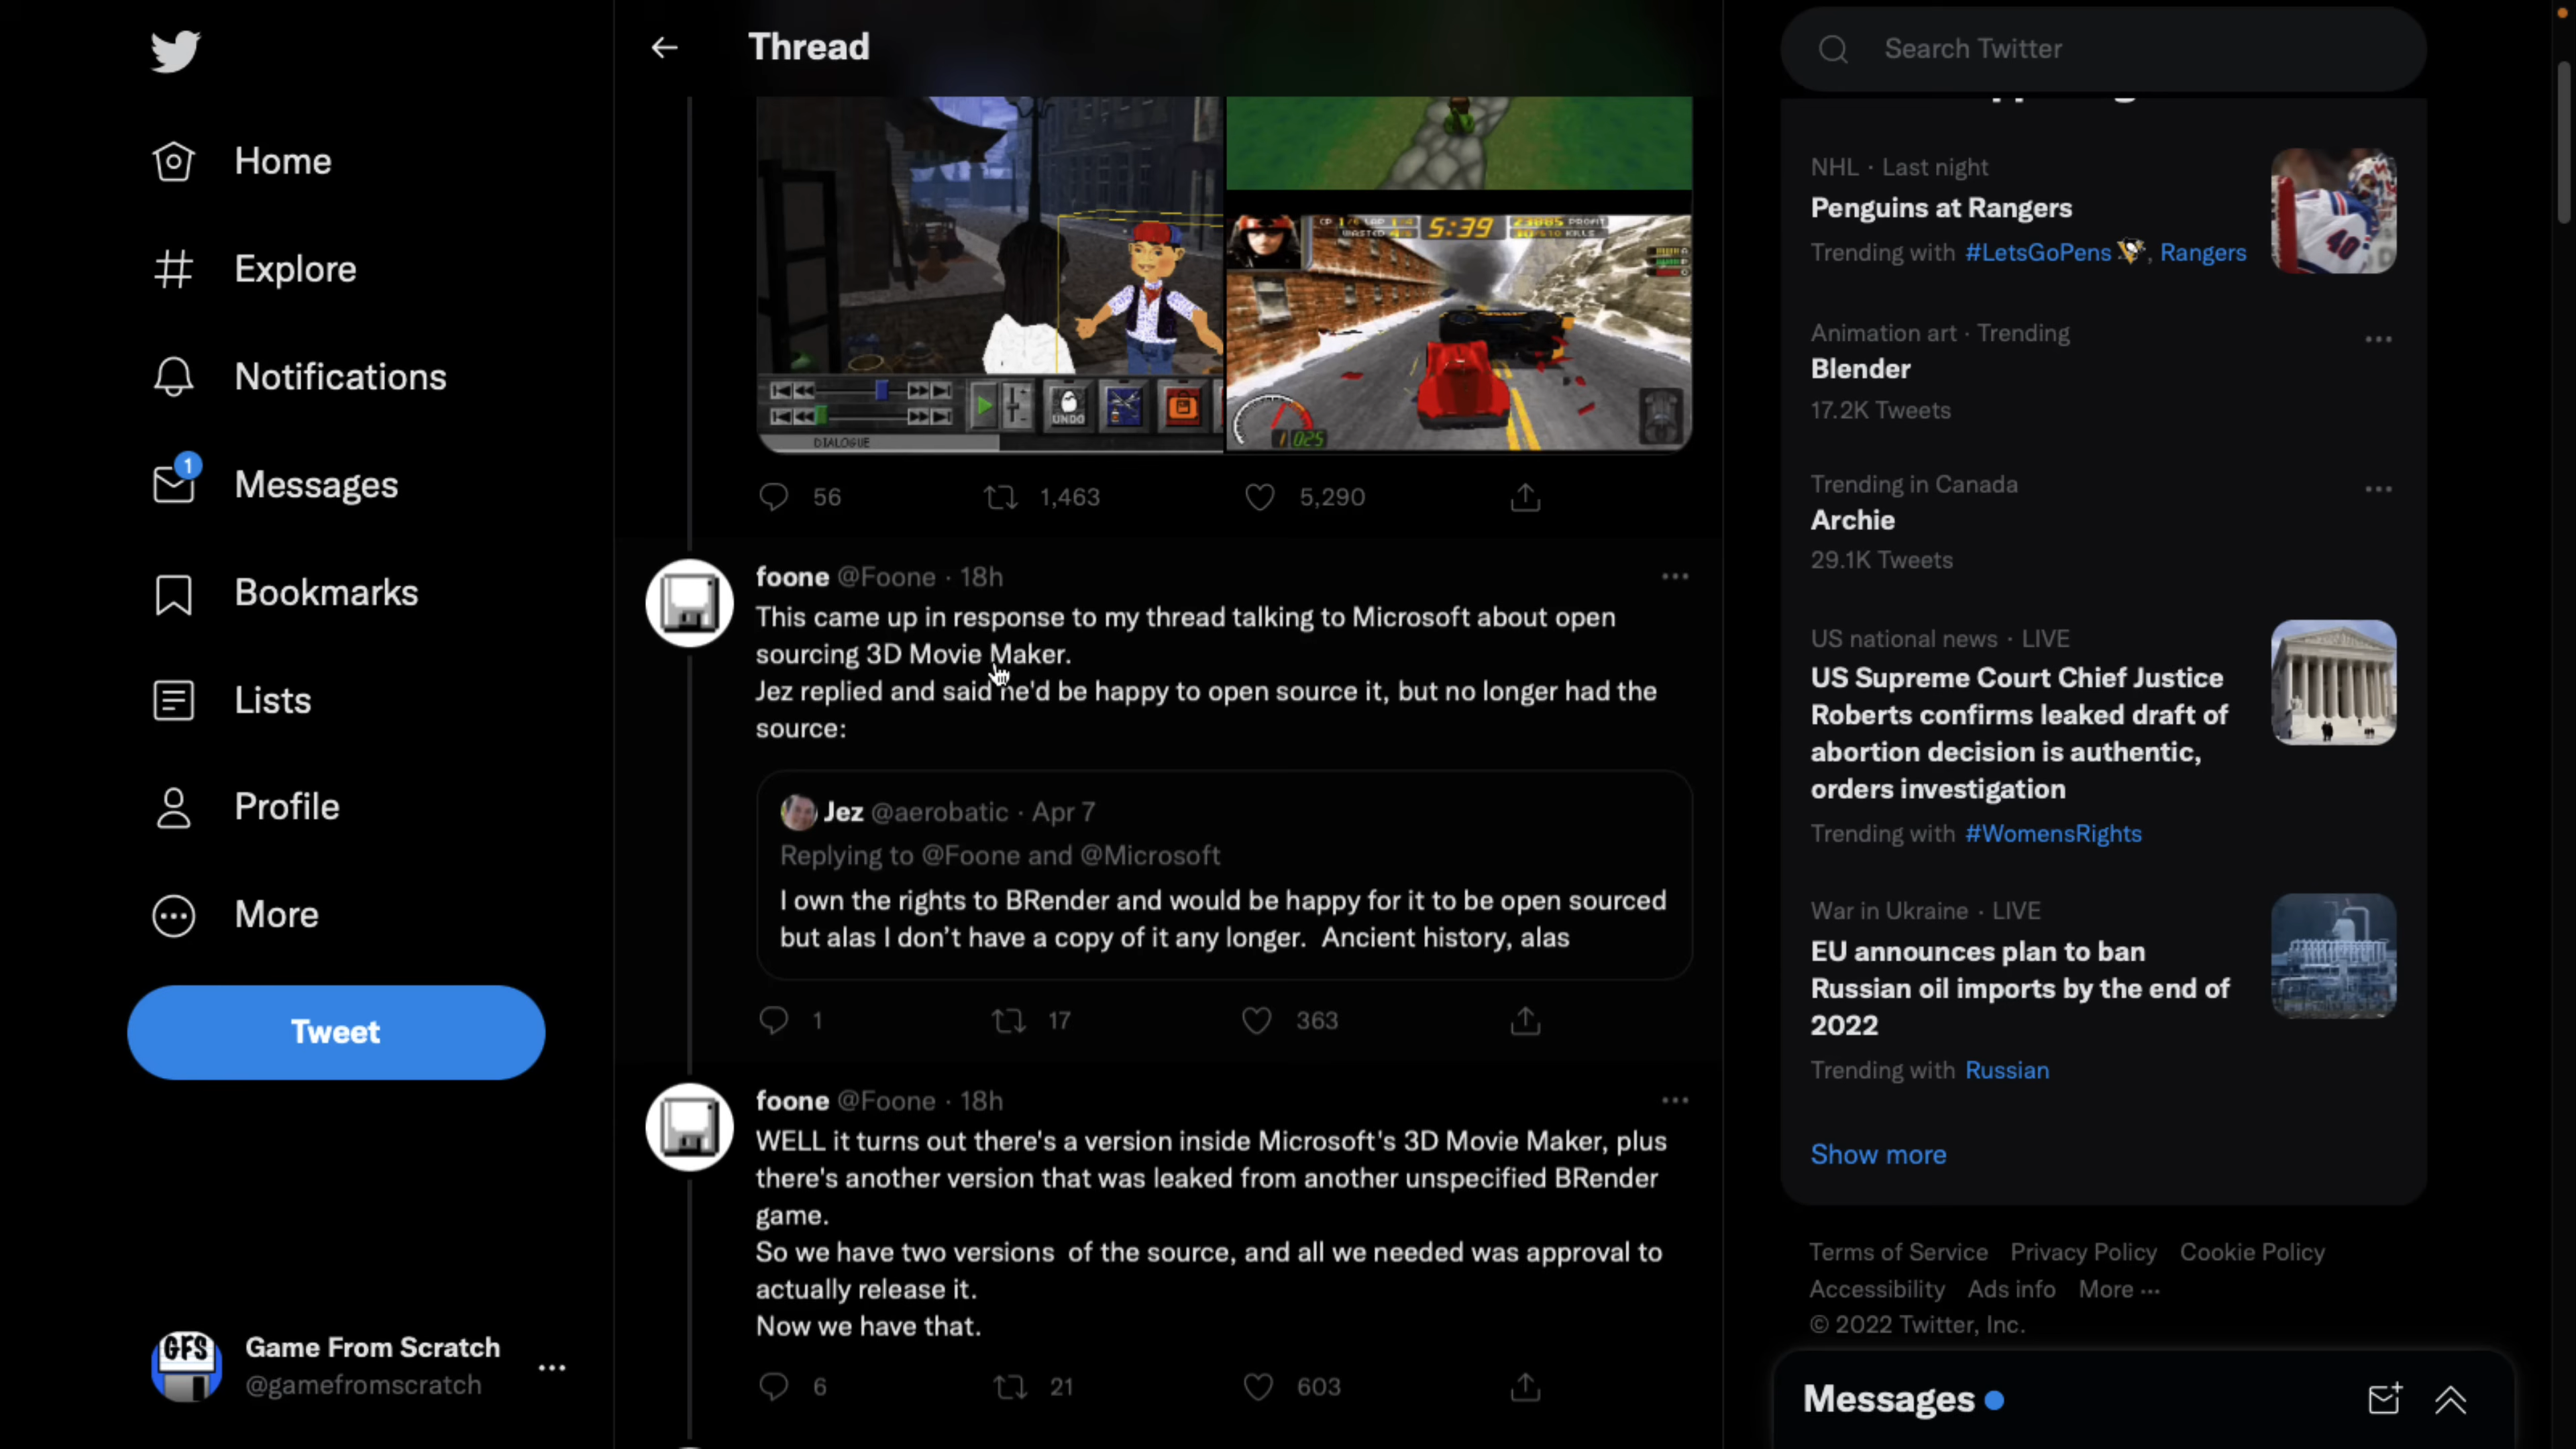 Home
Explore
Notifications
1
Messages
Bookmarks
Lists
Profile
More
Tweet
GFS
Game From Scratch
@gamefromscratch
Thread
UNDO
DIALOGUE
5:39
56
1,463
5,290
foone @Foone · 18h
This came up in response to my thread talking to Microsoft about open
sourcing 3D Movie Maker.
Jez replied and said he'd be happy to open source it, but no longer had the
source:
Jez @aerobatic · Apr 7
Replying to @Foone and @Microsoft
I own the rights to BRender and would be happy for it to be open sourced
but alas I don’t have a copy of it any longer.  Ancient history, alas
1
17
363
foone @Foone · 18h
WELL it turns out there's a version inside Microsoft's 3D Movie Maker, plus
there's another version that was leaked from another unspecified BRender
game.
So we have two versions  of the source, and all we needed was approval to
actually release it.
Now we have that.
6
21
603
Search Twitter
NHL · Last night
Penguins at Rangers
Trending with #LetsGoPens, Rangers
Animation art · Trending
Blender
17.2K Tweets
Trending in Canada
Archie
29.1K Tweets
US national news · LIVE
US Supreme Court Chief Justice
Roberts confirms leaked draft of
abortion decision is authentic,
orders investigation
Trending with #WomensRights
War in Ukraine · LIVE
EU announces plan to ban
Russian oil imports by the end of
2022
Trending with Russian
Show more
Terms of Service Privacy Policy Cookie Policy
Accessibility Ads info More ···
© 2022 Twitter, Inc.
Messages